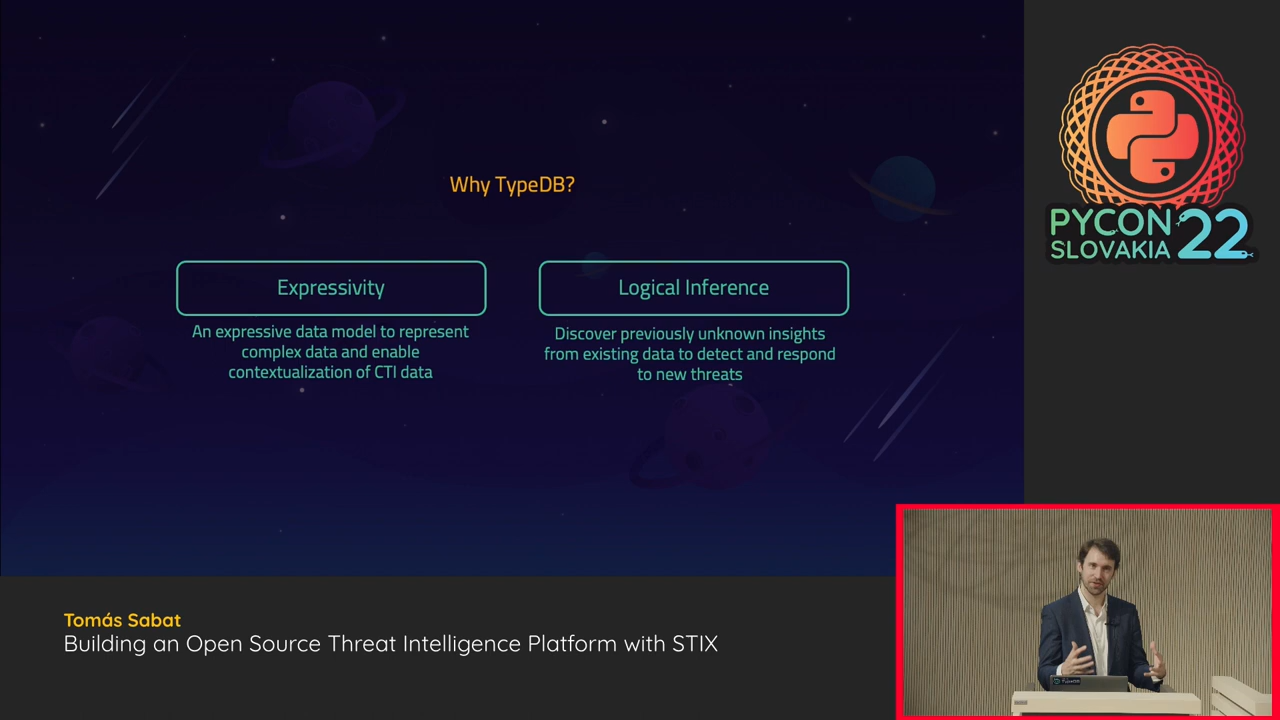 Why TypeDB?
Expressivity
An expressive data model to represent
complex data and enable
contextualization of CTI data
Logical Inference
Discover previously unknown insights
from existing data to detect and respond
to new threats
PYCON
SLOVAKIA
22
Tomás Sabat
Building an Open Source Threat Intelligence Platform with STIX